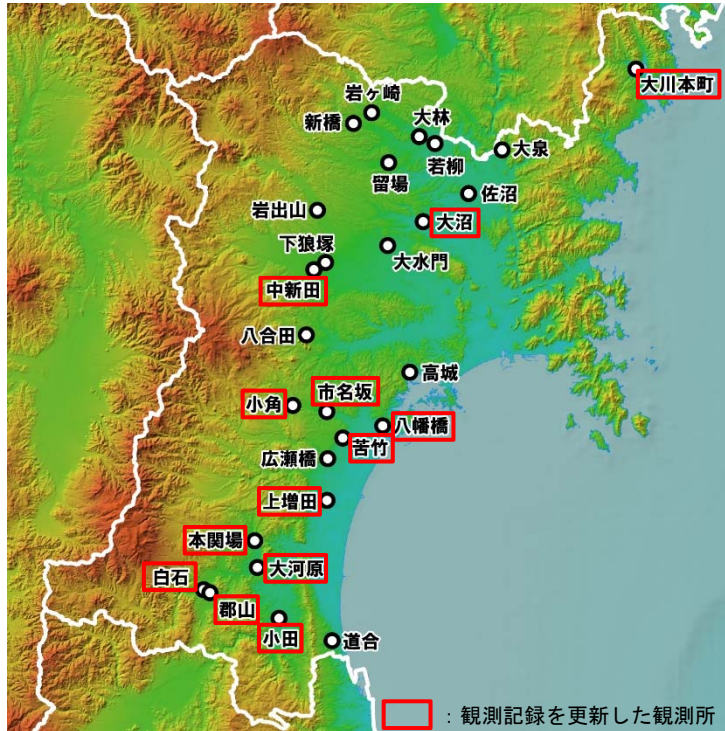 大川本町
岩ヶ崎
新橋
大林
若柳
大泉
留場
佐沼
岩出山
大沼
下狼塚
大水門
中新田
八合田
高城
小角
市名坂
八幡橋
苦竹
広瀬橋
上増田
本関場
大河原
白石
郡山
小田
道合
：観測記録を更新した観測所